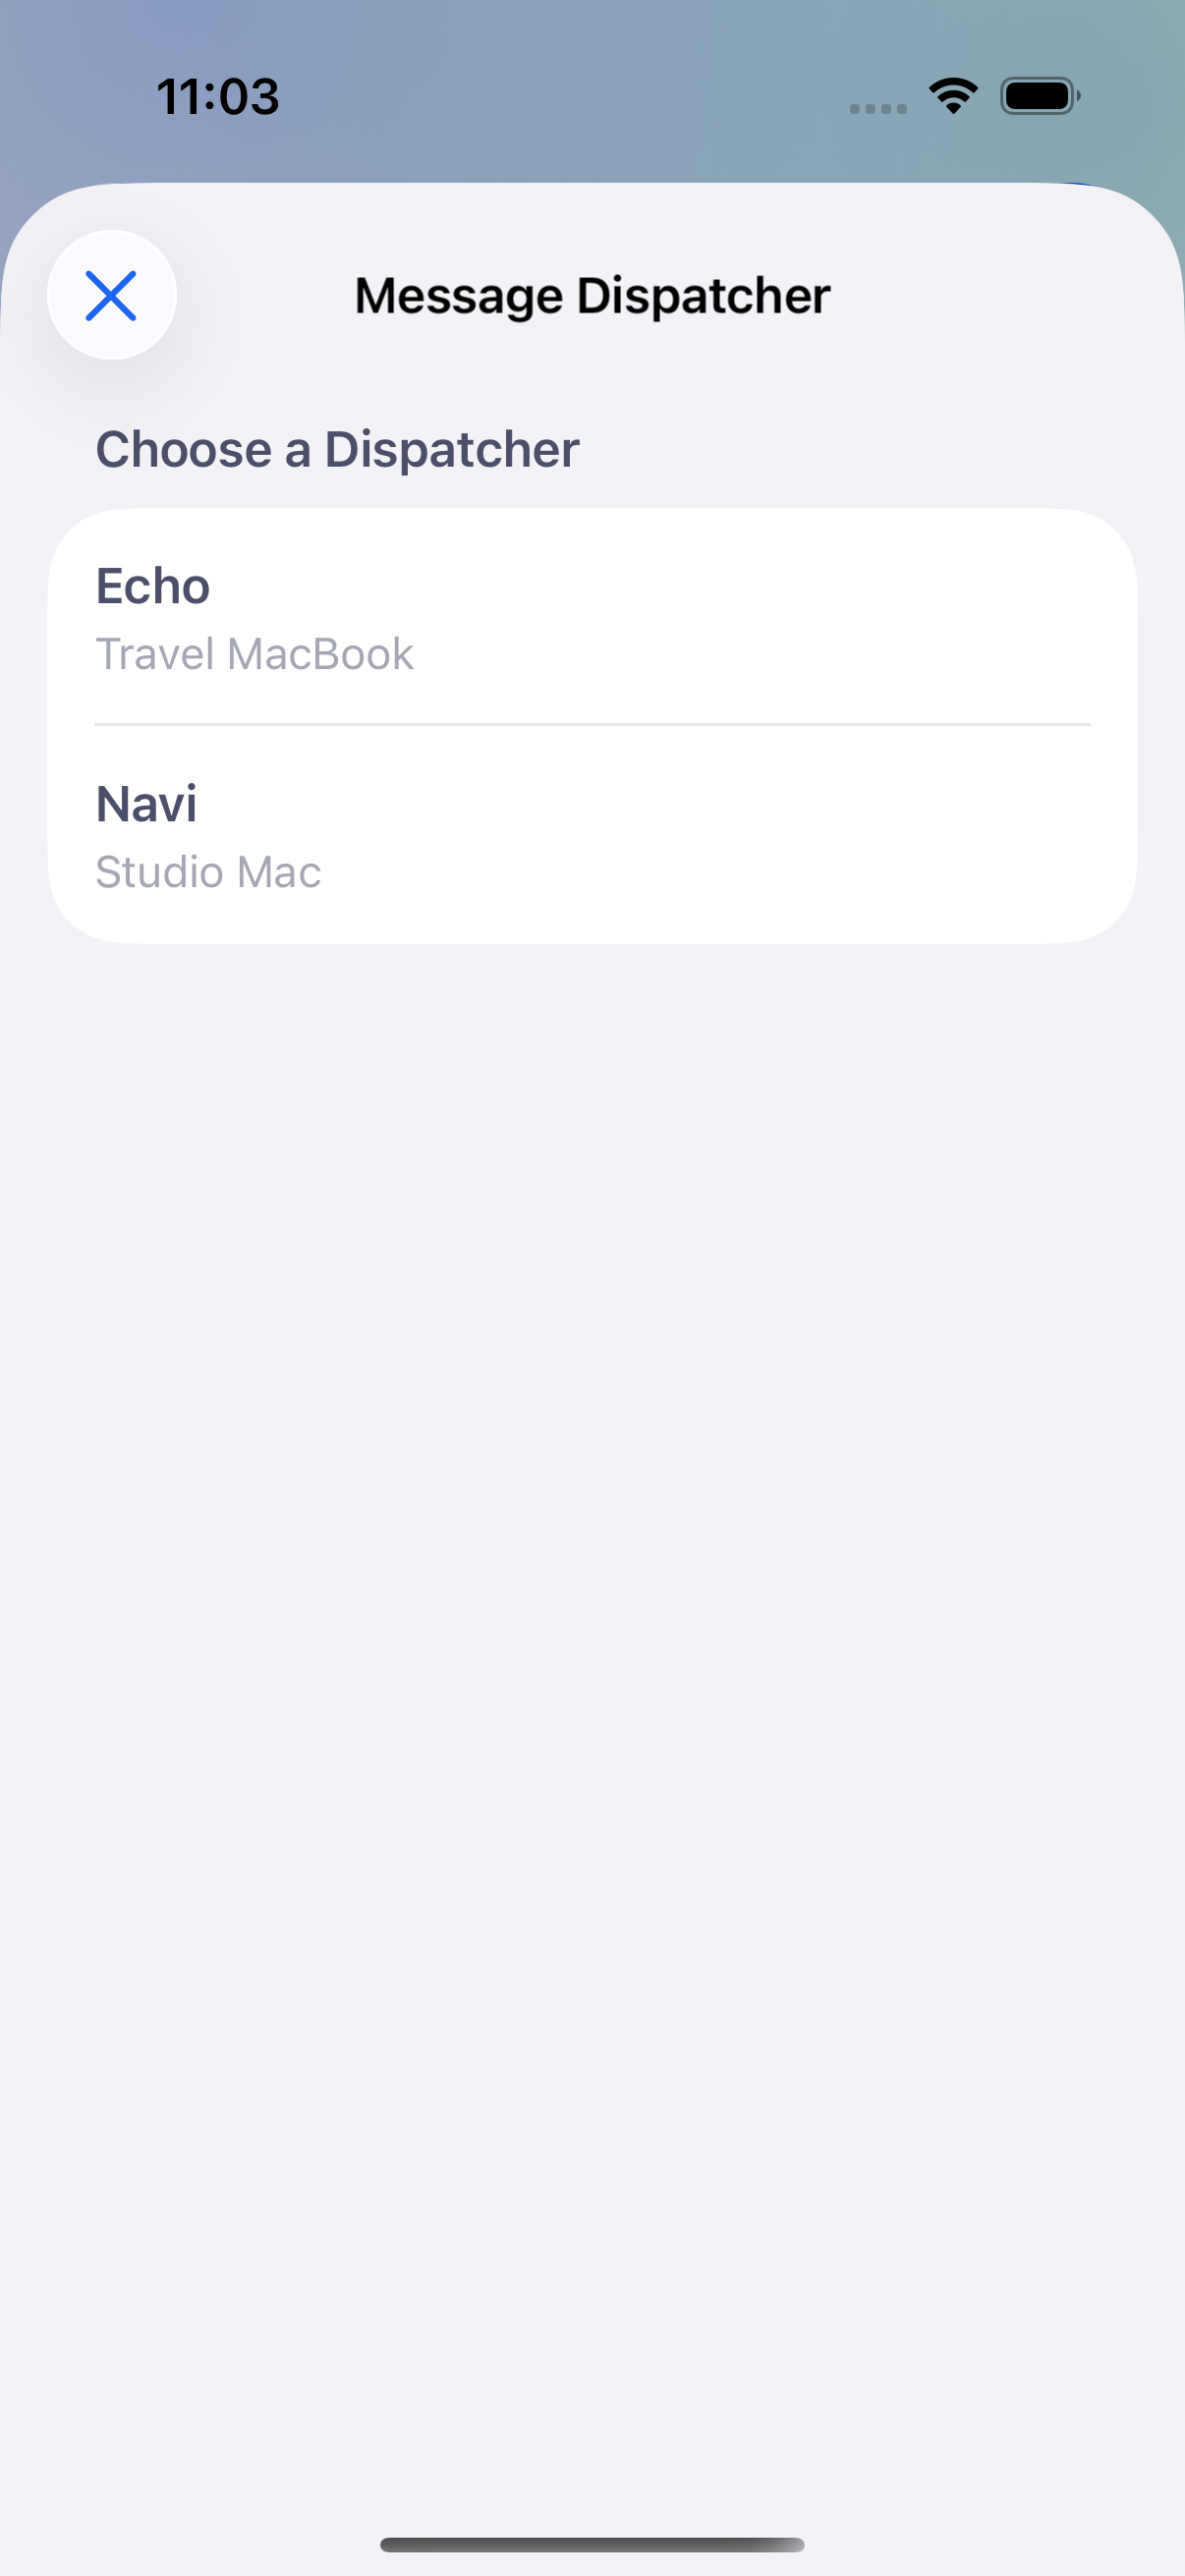 11:03
Message Dispatcher
Choose a Dispatcher
Echo
Travel MacBook
Navi
Studio Mac